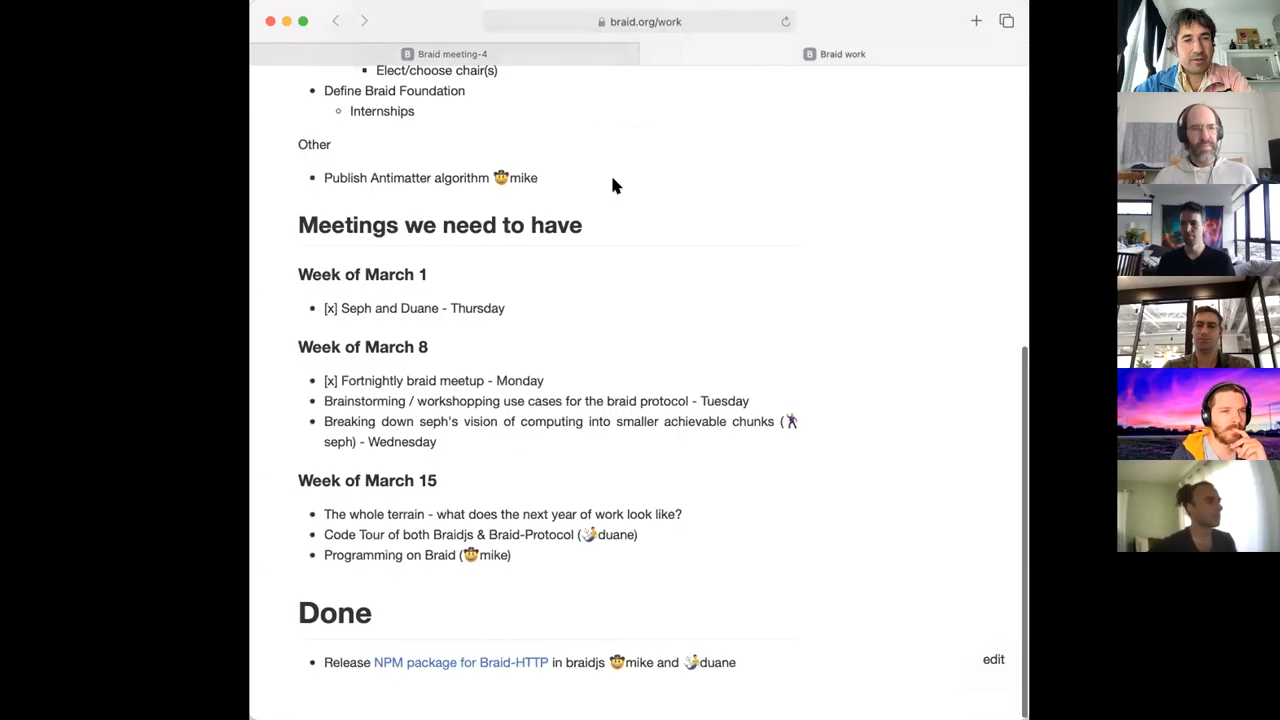 braid.org/work
Braid meeting-4
Braid work
Elect/choose chair(s)
Define Braid Foundation
Internships
Other
Publish Antimatter algorithm 🤠mike
Meetings we need to have
Week of March 1
[x] Seph and Duane - Thursday
Week of March 8
[x] Fortnightly braid meetup - Monday
Brainstorming / workshopping use cases for the braid protocol - Tuesday
Breaking down seph's vision of computing into smaller achievable chunks (🕺
seph) - Wednesday
Week of March 15
The whole terrain - what does the next year of work look like?
Code Tour of both Braidjs & Braid-Protocol (🤽duane)
Programming on Braid (🤠mike)
Done
Release NPM package for Braid-HTTP in braidjs 🤠mike and 🤽duane
edit